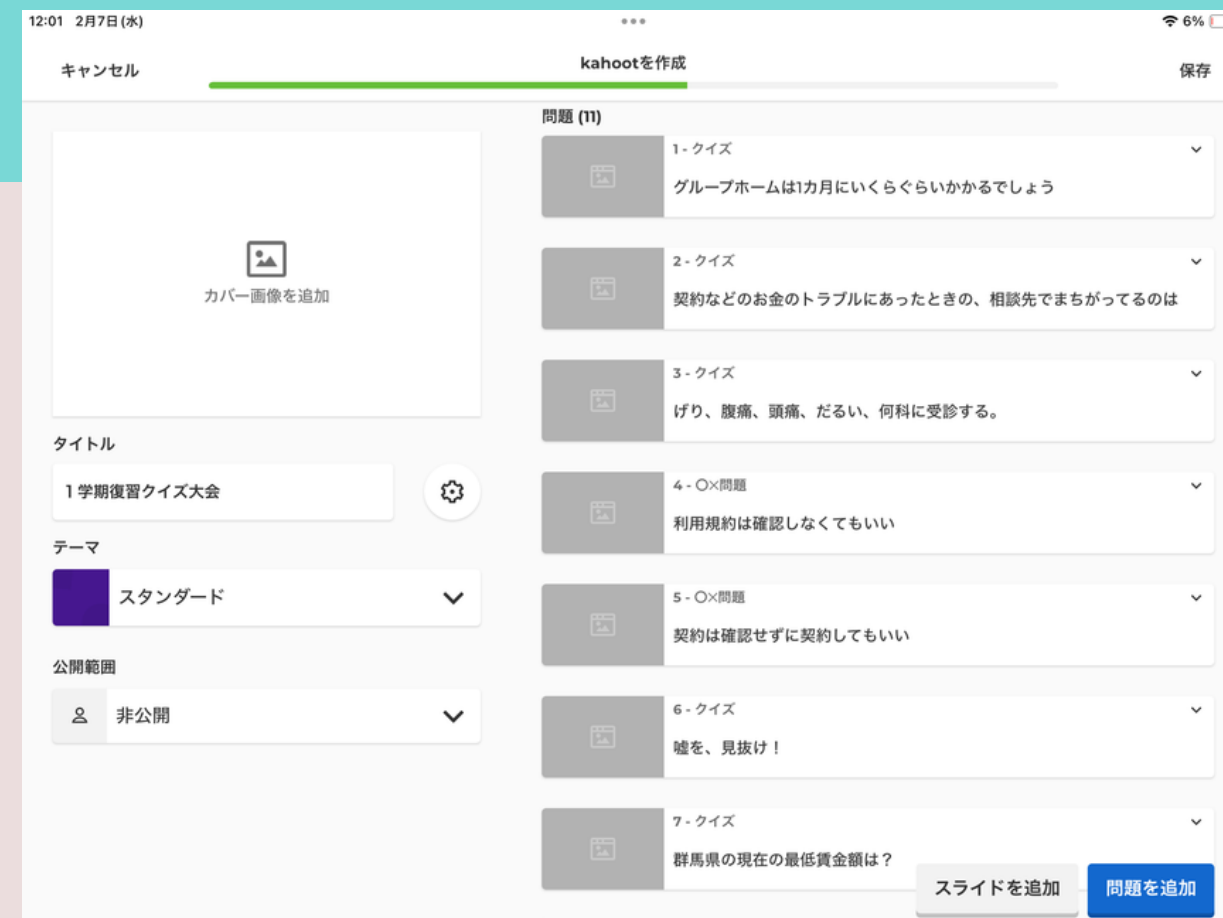 12:01 2月7日(水)
6%
キャンセル
kahootを作成
保存
カバー画像を追加
タイトル
1学期復習クイズ大会
テーマ
スタンダード
公開範囲
非公開
問題 (11)
1 - クイズ
グループホームは1カ月にいくらぐらいかかるでしょう
2 - クイズ
契約などのお金のトラブルにあったときの、相談先でまちがってるのは
3 - クイズ
げり、腹痛、頭痛、だるい、何科に受診する。
4 - ○×問題
利用規約は確認しなくてもいい
5 - ○×問題
契約は確認せずに契約してもいい
6 - クイズ
嘘を、見抜け！
7 - クイズ
群馬県の現在の最低賃金額は？
スライドを追加
問題を追加